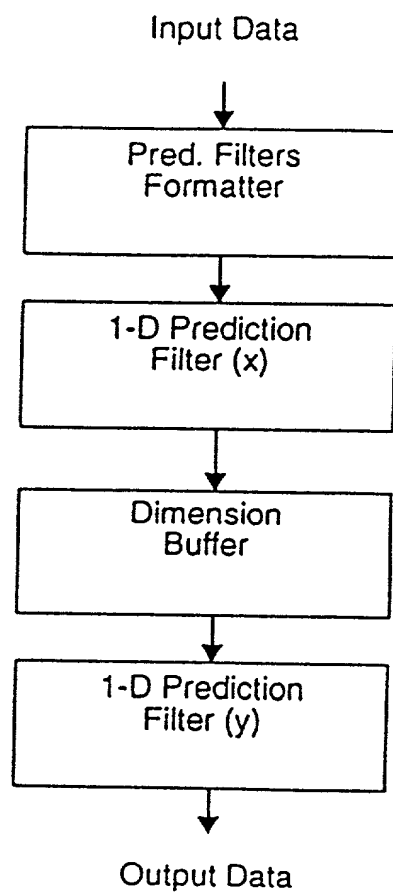 Input Data
Pred. Filters
Formatter
1-D Prediction
Filter (x)
Dimension
Buffer
1-D Prediction
Filter (y)
Output Data